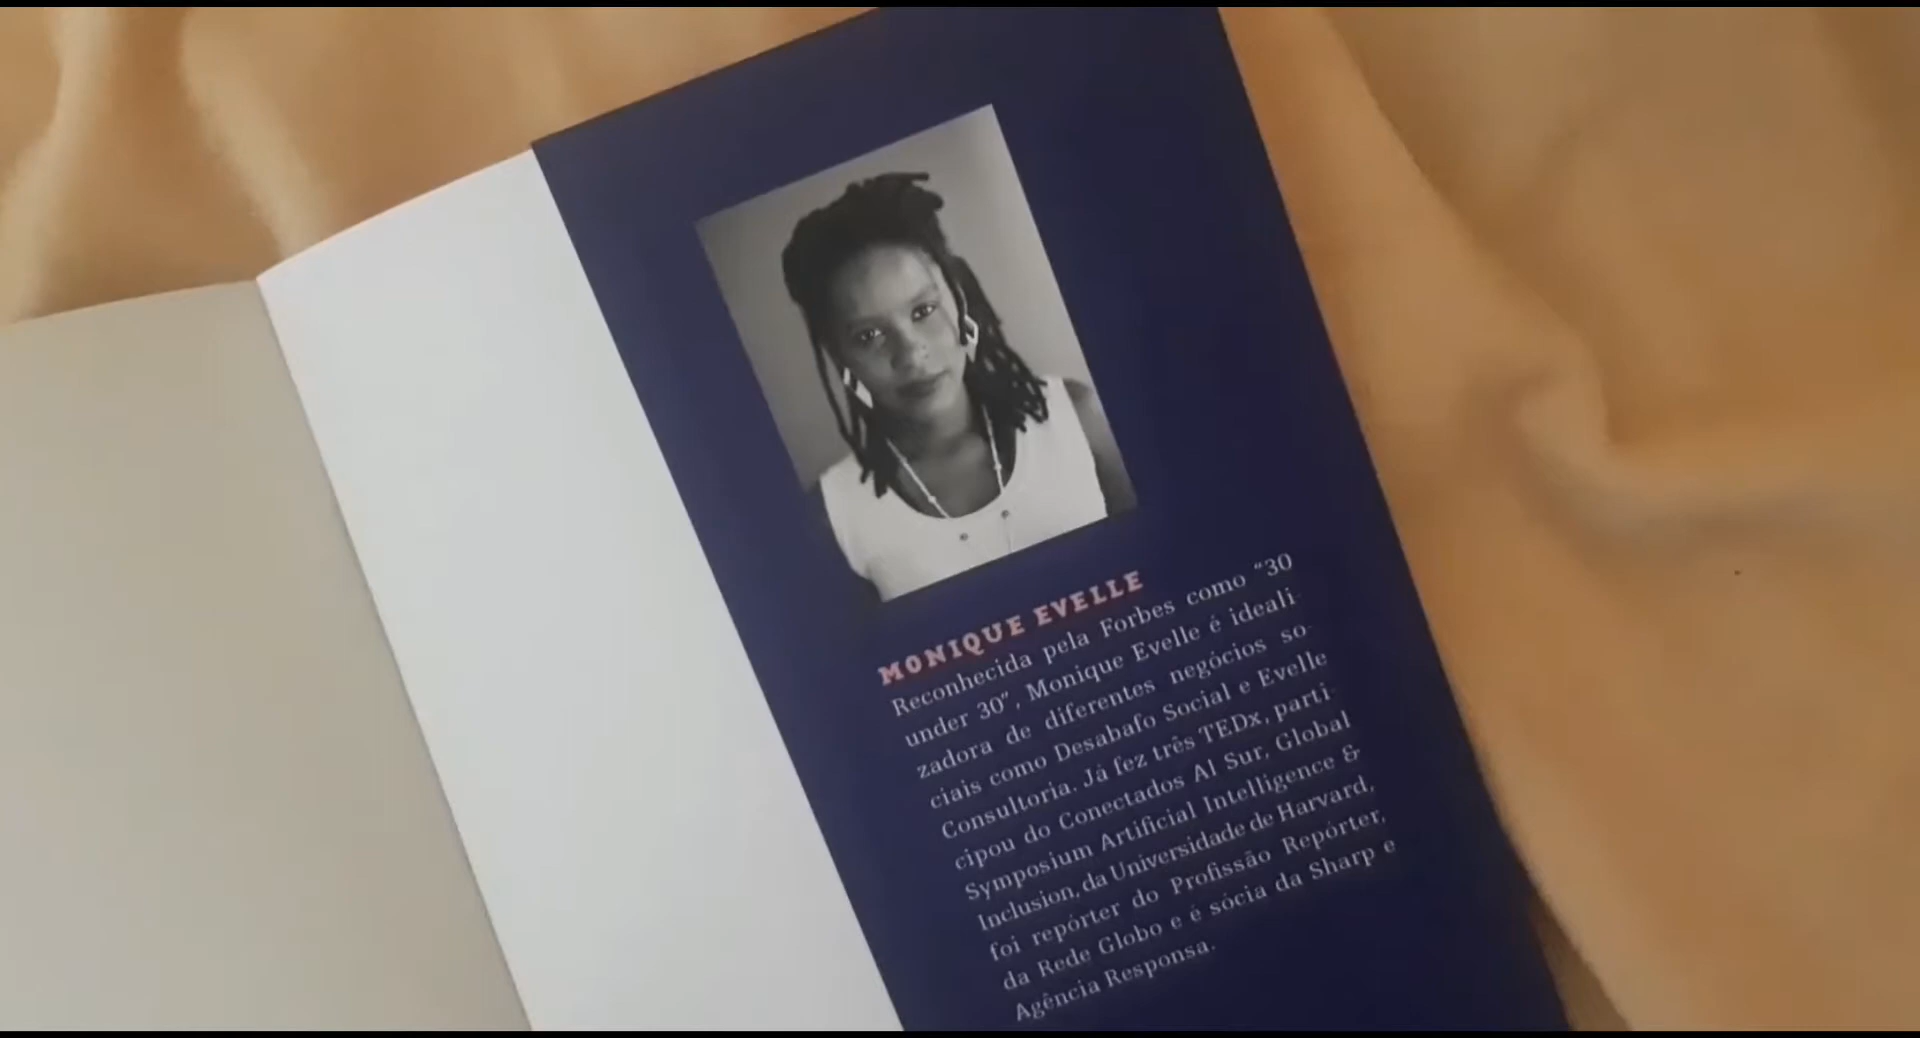 MONIQUE EVELLE
Reconhecida pela Forbes como “30
under 30”, Monique Evelle é ideali-
zadora de diferentes negócios so-
ciais como Desabafo Social e Evelle
Consultoria. Já fez três TEDx, parti-
cipou do Conectados Al Sur, Global
Symposium Artificial Intelligence &
Inclusion, da Universidade de Harvard,
foi repórter do Profissão Repórter,
da Rede Globo e é sócia da Sharp e
Agência Responsa.